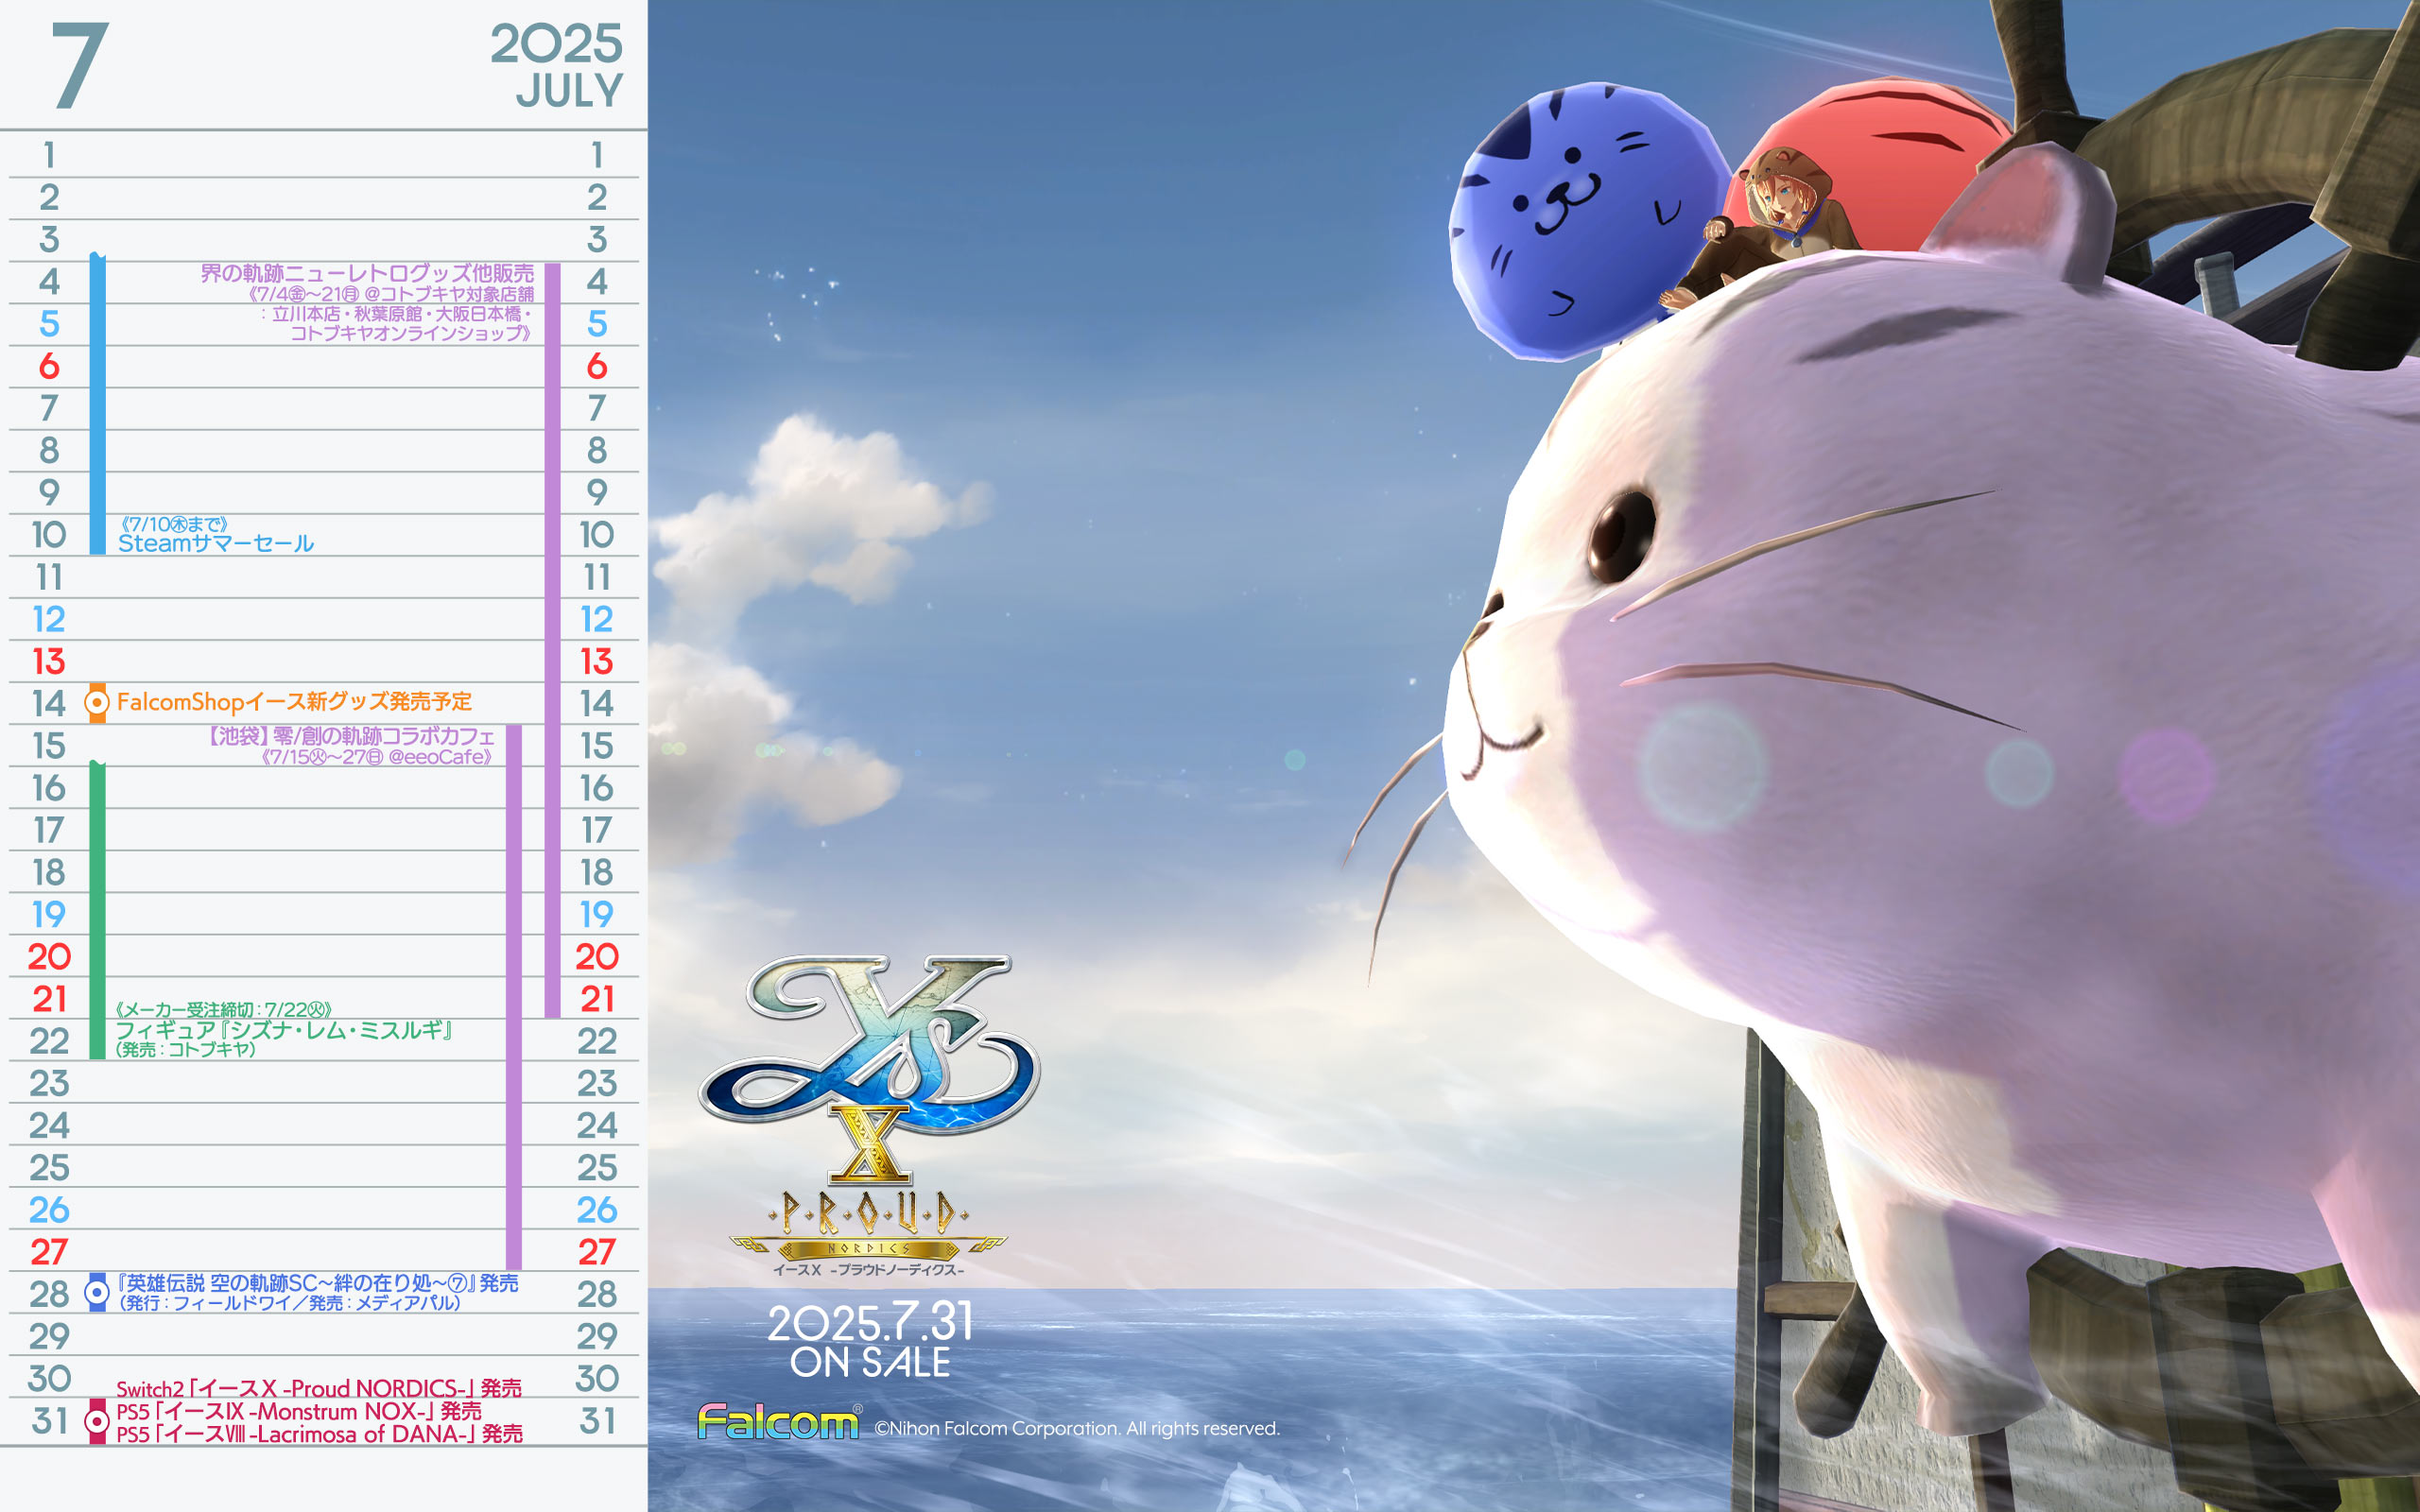 7
2025
JULY
1 1
2 2
3 3
4 4
界の軌跡ニューレトログッズ他販売
《7/4㊎～21㊊ @コトブキヤ対象店舗
：立川本店・秋葉原館・大阪日本橋・
コトブキヤオンラインショップ》
5 5
6 6
7 7
8 8
9 9
10 10
《7/10㊍まで》
Steamサマーセール
11 11
12 12
13 13
14 14
FalcomShopイース新グッズ発売予定
15 15
【池袋】零/創の軌跡コラボカフェ
《7/15㊋～27㊐ @eeoCafe》
16 16
17 17
18 18
19 19
20 20
21 21
《メーカー受注締切：7/22㊋》
フィギュア『シズナ・レム・ミスルギ』
（発売：コトブキヤ）
22 22
23 23
24 24
25 25
26 26
27 27
28 28
『英雄伝説 空の軌跡SC～絆の在り処～⑦』発売
（発行：フィールドワイ／発売：メディアパル）
29 29
30 30
Switch2「イースⅩ -Proud NORDICS-」発売
31 31
PS5「イースⅨ -Monstrum NOX-」発売
PS5「イースⅧ -Lacrimosa of DANA-」発売
Ys
X
・P・R・O・U・D・
NORDICS
イースⅩ -プラウドノーディクス-
2025.7.31
ON SALE
Falcom® ©Nihon Falcom Corporation. All rights reserved.